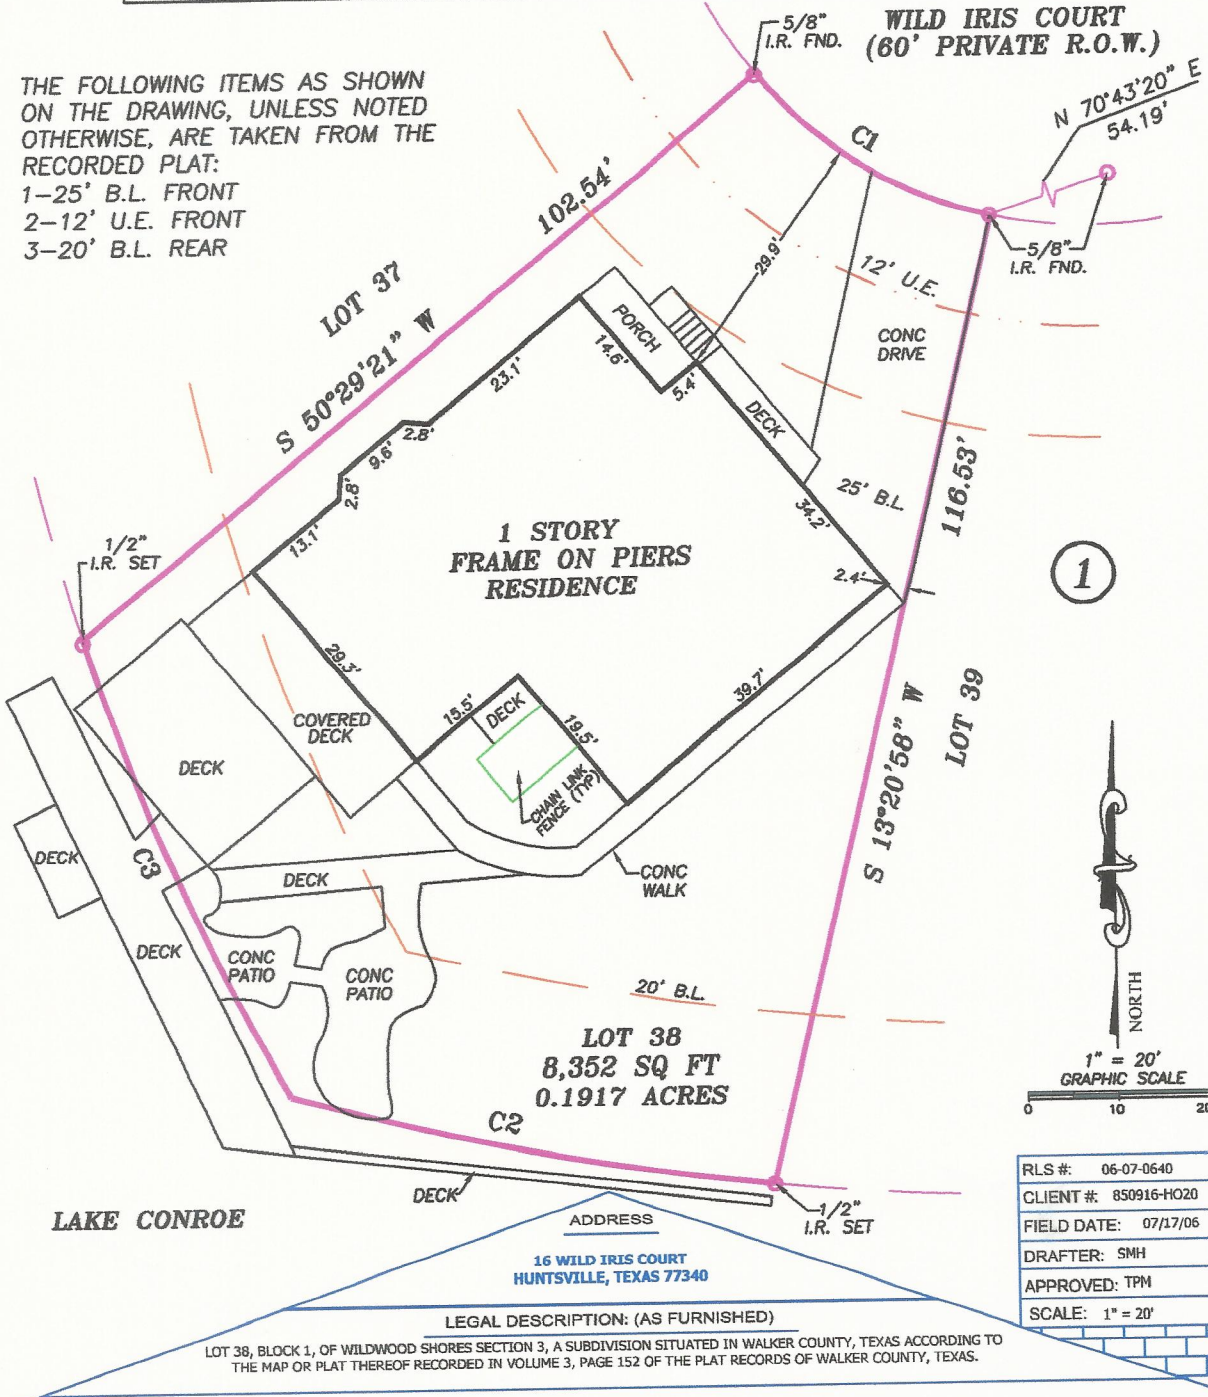 5/8"
I.R. FND.
WILD IRIS COURT
(60' PRIVATE R.O.W.)
N 70°43'20" E
54.19'
THE FOLLOWING ITEMS AS SHOWN
ON THE DRAWING, UNLESS NOTED
OTHERWISE, ARE TAKEN FROM THE
RECORDED PLAT:
1-25' B.L. FRONT
2-12' U.E. FRONT
3-20' B.L. REAR
C1
102.54'
LOT 37
S 50°29'21" W
29.9'
5/8"
I.R. FND.
12' U.E.
CONC
DRIVE
PORCH
14.6'
5.4'
DECK
23.1'
2.8'
9.6'
2.8'
13.1'
34.2'
25' B.L.
116.53'
1/2"
I.R. SET
1 STORY
FRAME ON PIERS
RESIDENCE
2.4'
1
29.3'
39.7'
15.5'
DECK
19.5'
CHAIN LINK
FENCE (TYP)
COVERED
DECK
DECK
S 13°20'58" W
LOT 39
DECK
C3
DECK
CONC
WALK
DECK
CONC
PATIO
CONC
PATIO
20' B.L.
LOT 38
8,352 SQ FT
0.1917 ACRES
C2
NORTH
1" = 20'
GRAPHIC SCALE
0 10 20
DECK
1/2"
I.R. SET
LAKE CONROE
RLS #: 06-07-0640
CLIENT #: 850916-HO20
FIELD DATE: 07/17/06
DRAFTER: SMH
APPROVED: TPM
SCALE: 1" = 20'
ADDRESS
16 WILD IRIS COURT
HUNTSVILLE, TEXAS 77340
LEGAL DESCRIPTION: (AS FURNISHED)
LOT 38, BLOCK 1, OF WILDWOOD SHORES SECTION 3, A SUBDIVISION SITUATED IN WALKER COUNTY, TEXAS ACCORDING TO
THE MAP OR PLAT THEREOF RECORDED IN VOLUME 3, PAGE 152 OF THE PLAT RECORDS OF WALKER COUNTY, TEXAS.